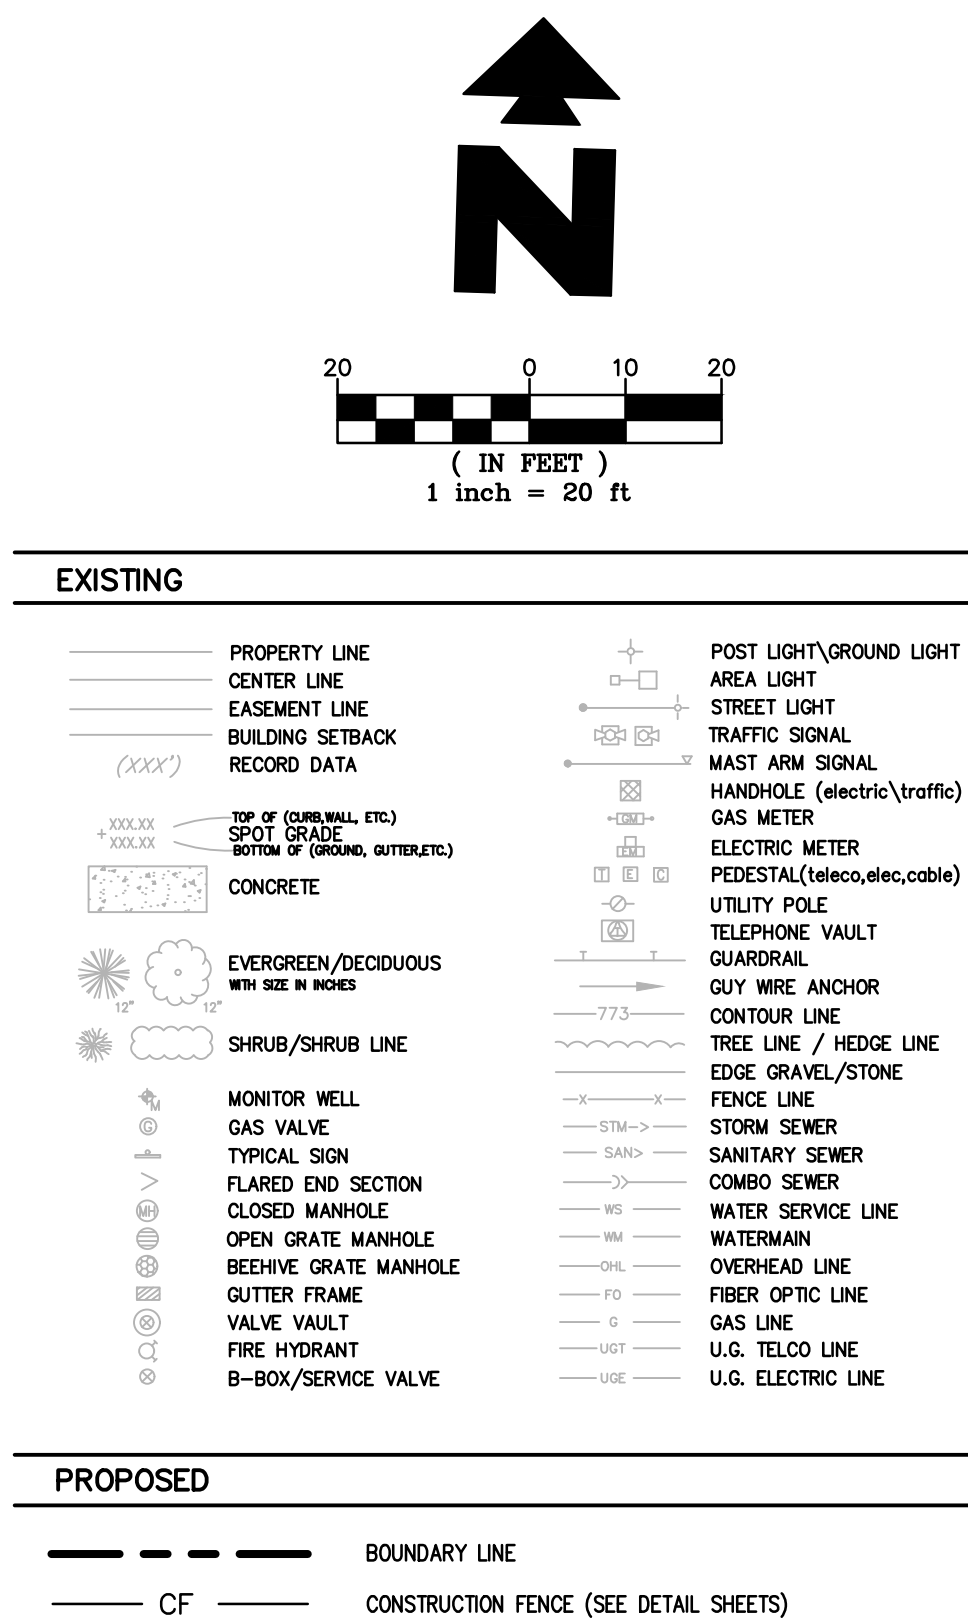 N
20 0 10 20
( IN FEET )
1 inch = 20 ft
EXISTING
PROPERTY LINE
CENTER LINE
EASEMENT LINE
BUILDING SETBACK
(XXX') RECORD DATA
XXX.XX TOP OF (CURB,WALL, ETC.)
+ SPOT GRADE
XXX.XX BOTTOM OF (GROUND, GUTTER,ETC.)
CONCRETE
EVERGREEN/DECIDUOUS
WITH SIZE IN INCHES
12" 12"
SHRUB/SHRUB LINE
M MONITOR WELL
G GAS VALVE
TYPICAL SIGN
FLARED END SECTION
MH CLOSED MANHOLE
OPEN GRATE MANHOLE
BEEHIVE GRATE MANHOLE
GUTTER FRAME
VALVE VAULT
FIRE HYDRANT
B-BOX/SERVICE VALVE
POST LIGHT\GROUND LIGHT
AREA LIGHT
STREET LIGHT
TRAFFIC SIGNAL
MAST ARM SIGNAL
HANDHOLE (electric\traffic)
GM GAS METER
EM ELECTRIC METER
T E C PEDESTAL(teleco,elec,cable)
UTILITY POLE
T TELEPHONE VAULT
T T GUARDRAIL
GUY WIRE ANCHOR
773 CONTOUR LINE
TREE LINE / HEDGE LINE
EDGE GRAVEL/STONE
X X FENCE LINE
STM-> STORM SEWER
SAN> SANITARY SEWER
COMBO SEWER
WS WATER SERVICE LINE
WM WATERMAIN
OHL OVERHEAD LINE
FO FIBER OPTIC LINE
G GAS LINE
UGT U.G. TELCO LINE
UGE U.G. ELECTRIC LINE
PROPOSED
BOUNDARY LINE
CF CONSTRUCTION FENCE (SEE DETAIL SHEETS)